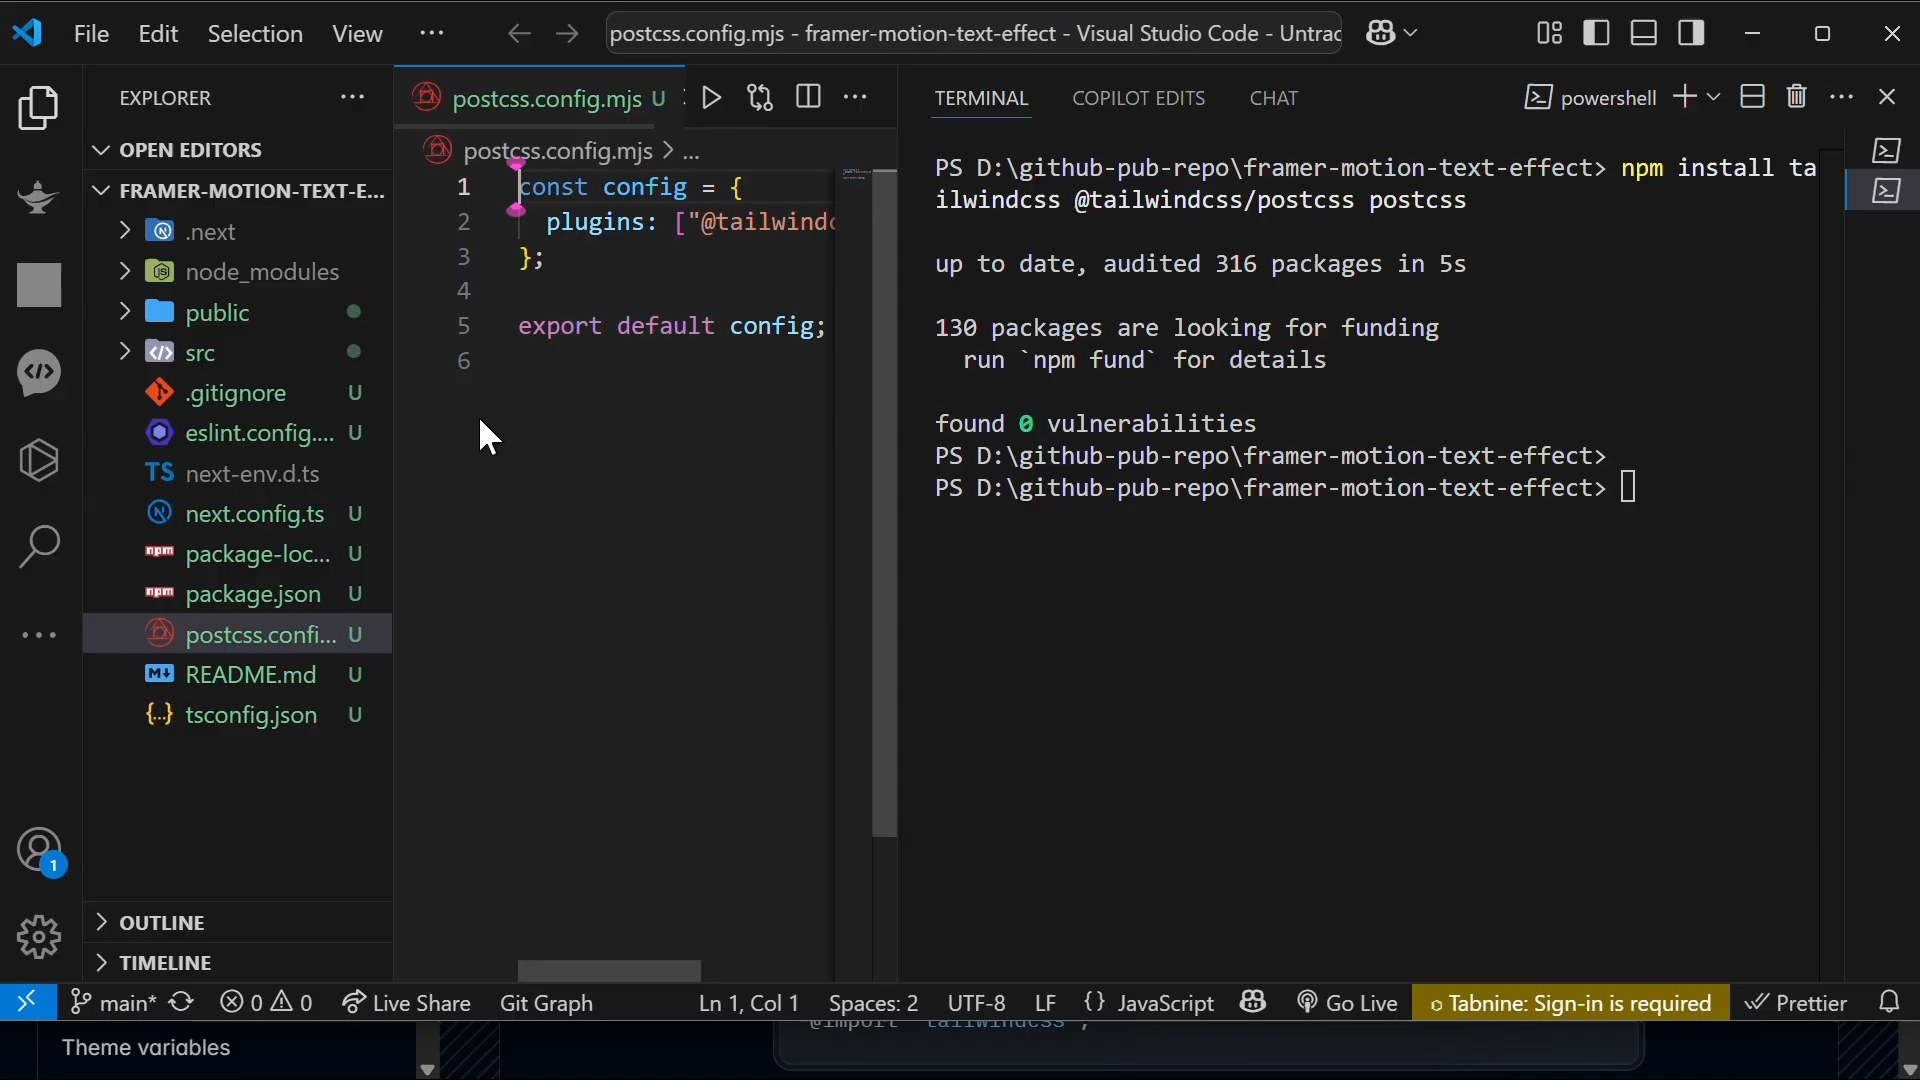 File Edit Selection View ···
postcss.config.mjs - framer-motion-text-effect - Visual Studio Code - Untrac
EXPLORER
OPEN EDITORS
FRAMER-MOTION-TEXT-E...
.next
node_modules
public
src
.gitignore U
eslint.config.... U
TS next-env.d.ts
next.config.ts U
npm package-loc... U
npm package.json U
postcss.confi... U
README.md U
{...} tsconfig.json U
OUTLINE
TIMELINE
1
postcss.config.mjs U
postcss.config.mjs > ...
1 const config = {
2 plugins: ["@tailwind
3 };
4
5 export default config;
6
TERMINAL COPILOT EDITS CHAT
powershell
PS D:\github-pub-repo\framer-motion-text-effect> npm install ta
ilwindcss @tailwindcss/postcss postcss
up to date, audited 316 packages in 5s
130 packages are looking for funding
run `npm fund` for details
found 0 vulnerabilities
PS D:\github-pub-repo\framer-motion-text-effect>
PS D:\github-pub-repo\framer-motion-text-effect>
main* 0 0 Live Share Git Graph Ln 1, Col 1 Spaces: 2 UTF-8 LF {} JavaScript Go Live Tabnine: Sign-in is required Prettier
Theme variables